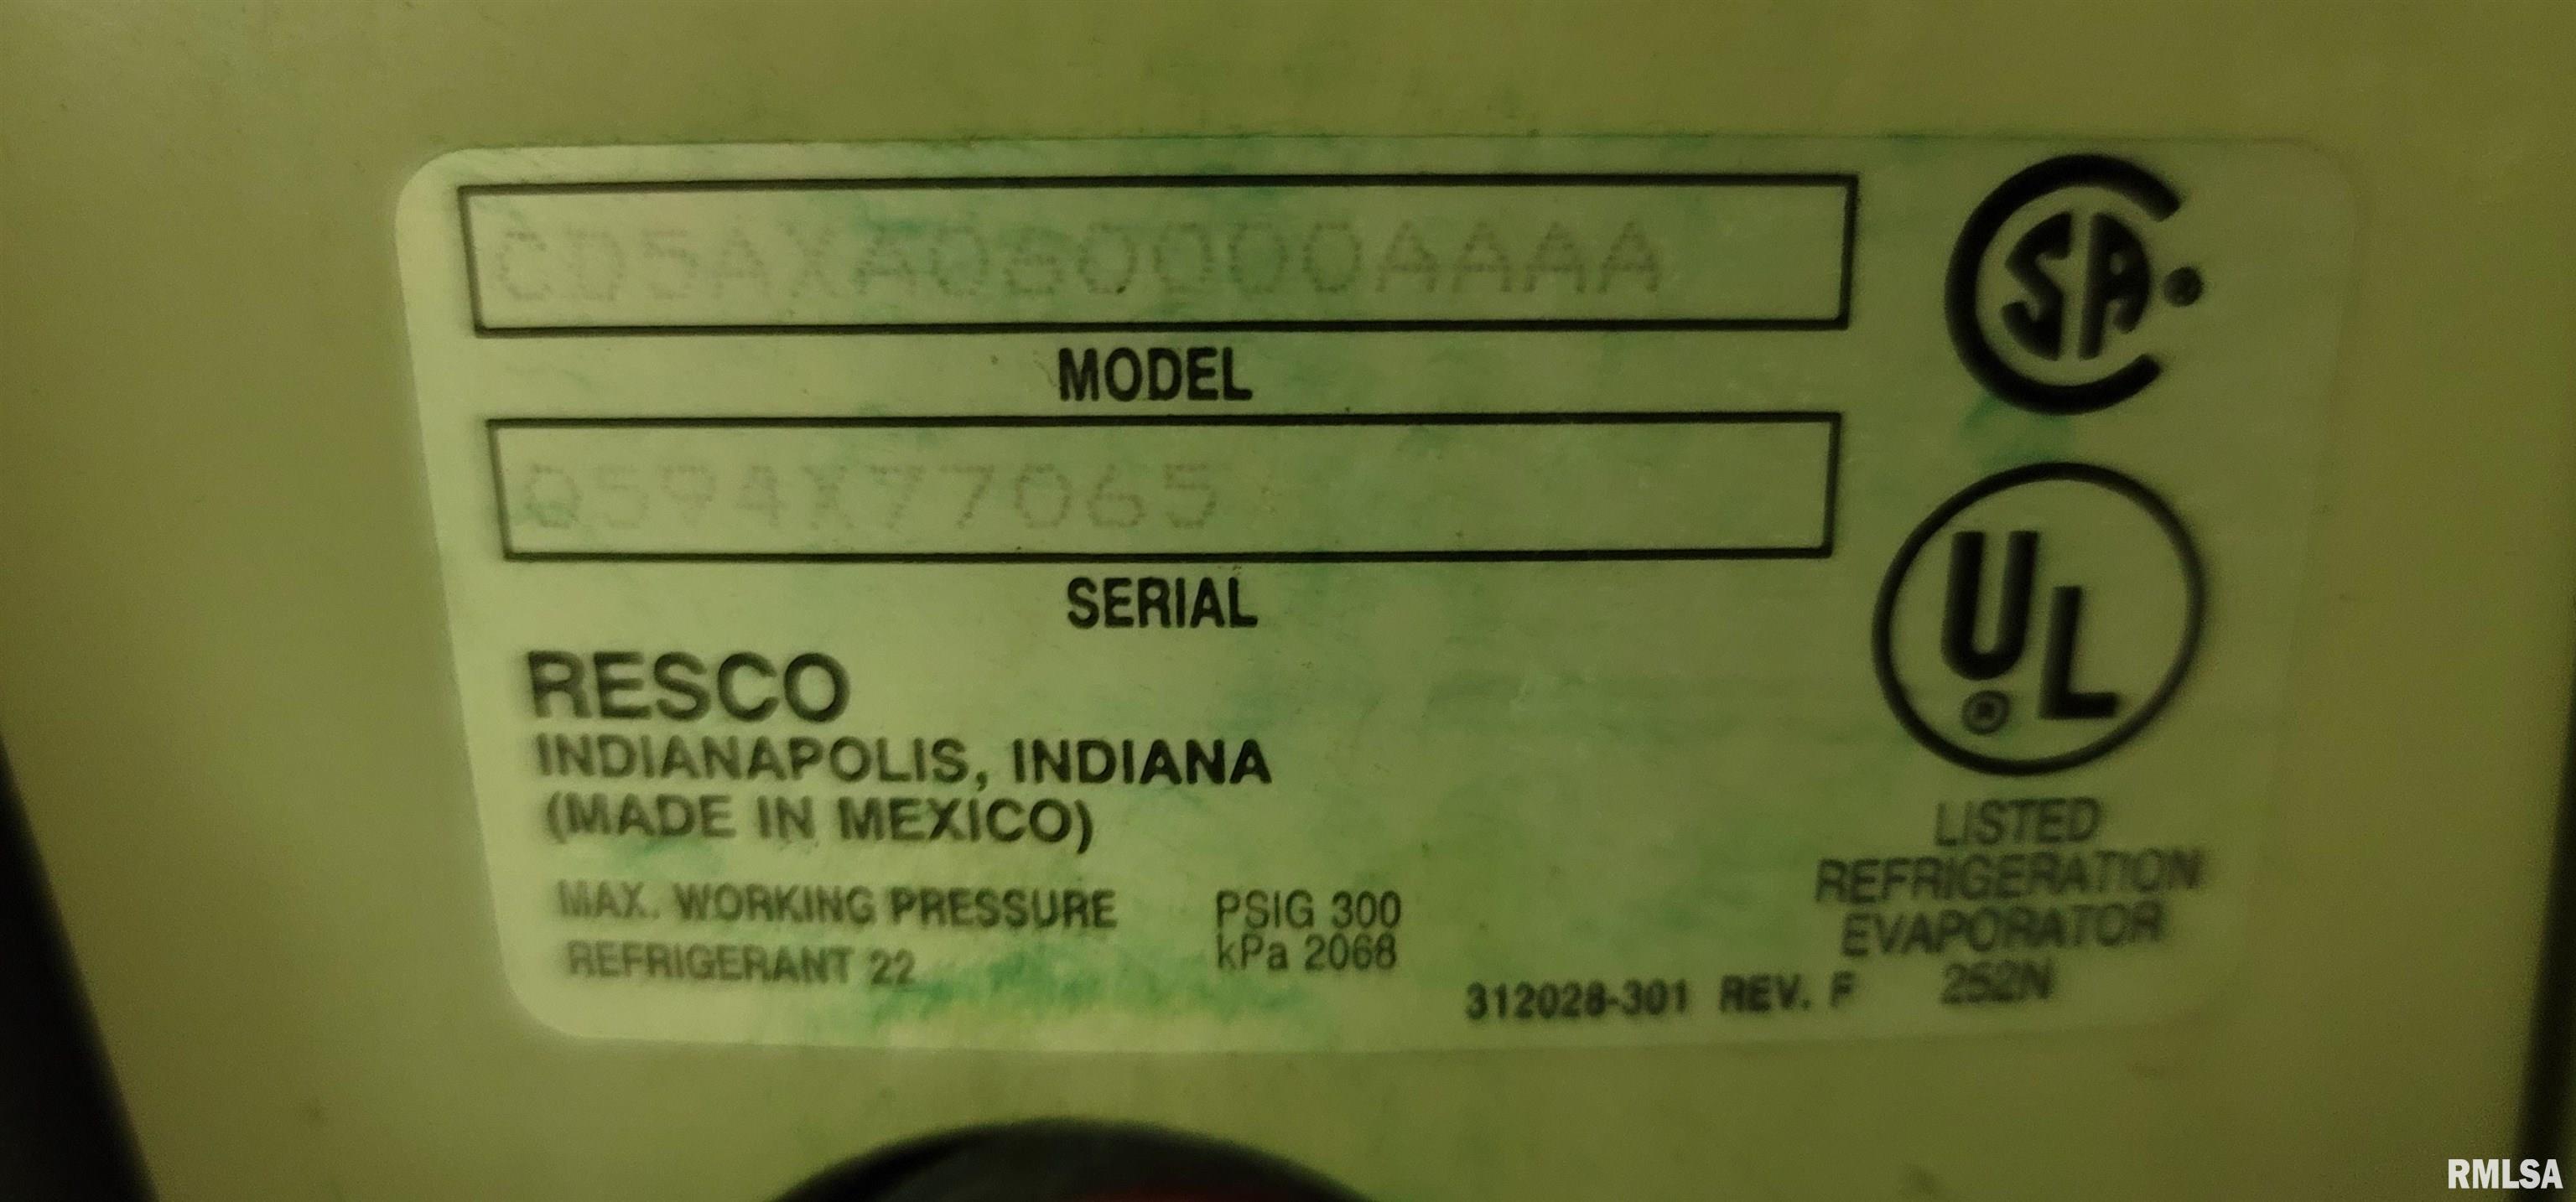 CD5AXA060000AAAA
MODEL
0594X77065
SERIAL
RESCO
INDIANAPOLIS, INDIANA
(MADE IN MEXICO)
MAX. WORKING PRESSURE PSIG 300
kPa 2068
REFRIGERANT 22
312028-301 REV. F
SA
UL
®
LISTED
REFRIGERATION
EVAPORATOR
252N
RMLSA